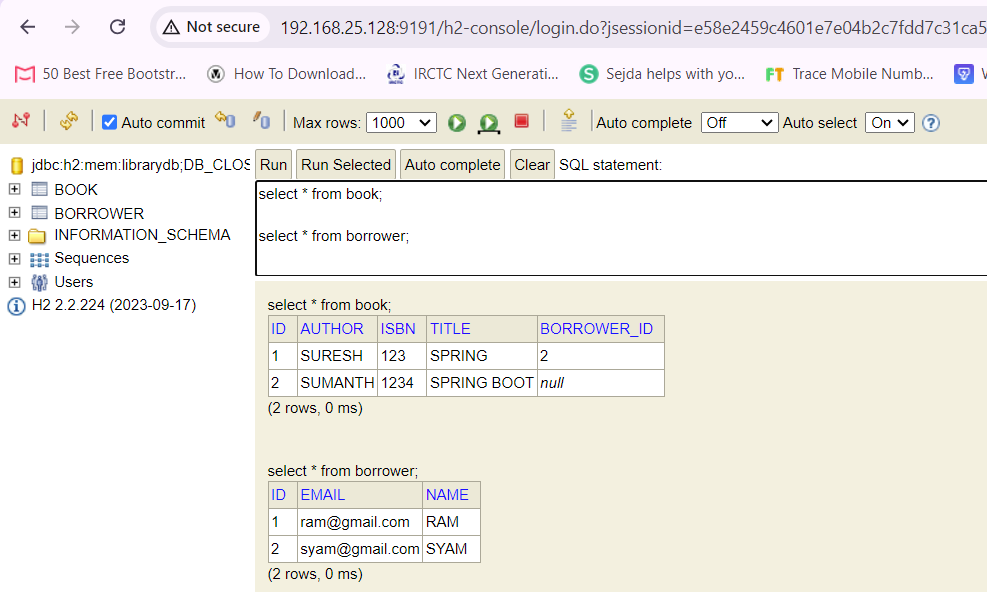 Not secure 192.168.25.128:9191/h2-console/login.do?jsessionid=e58e2459c4601e7e04b2c7fdd7c31ca5
50 Best Free Bootstr... How To Download... IRCTC Next Generati... Sejda helps with yo... FT Trace Mobile Numb...
Auto commit Max rows: 1000 Auto complete Off Auto select On
jdbc:h2:mem:librarydb;DB_CLOS
BOOK
BORROWER
INFORMATION_SCHEMA
Sequences
Users
H2 2.2.224 (2023-09-17)
Run Run Selected Auto complete Clear SQL statement:
select * from book;
select * from borrower;
select * from book;
ID AUTHOR ISBN TITLE BORROWER_ID
1 SURESH 123 SPRING 2
2 SUMANTH 1234 SPRING BOOT null
(2 rows, 0 ms)
select * from borrower;
ID EMAIL NAME
1 ram@gmail.com RAM
2 syam@gmail.com SYAM
(2 rows, 0 ms)